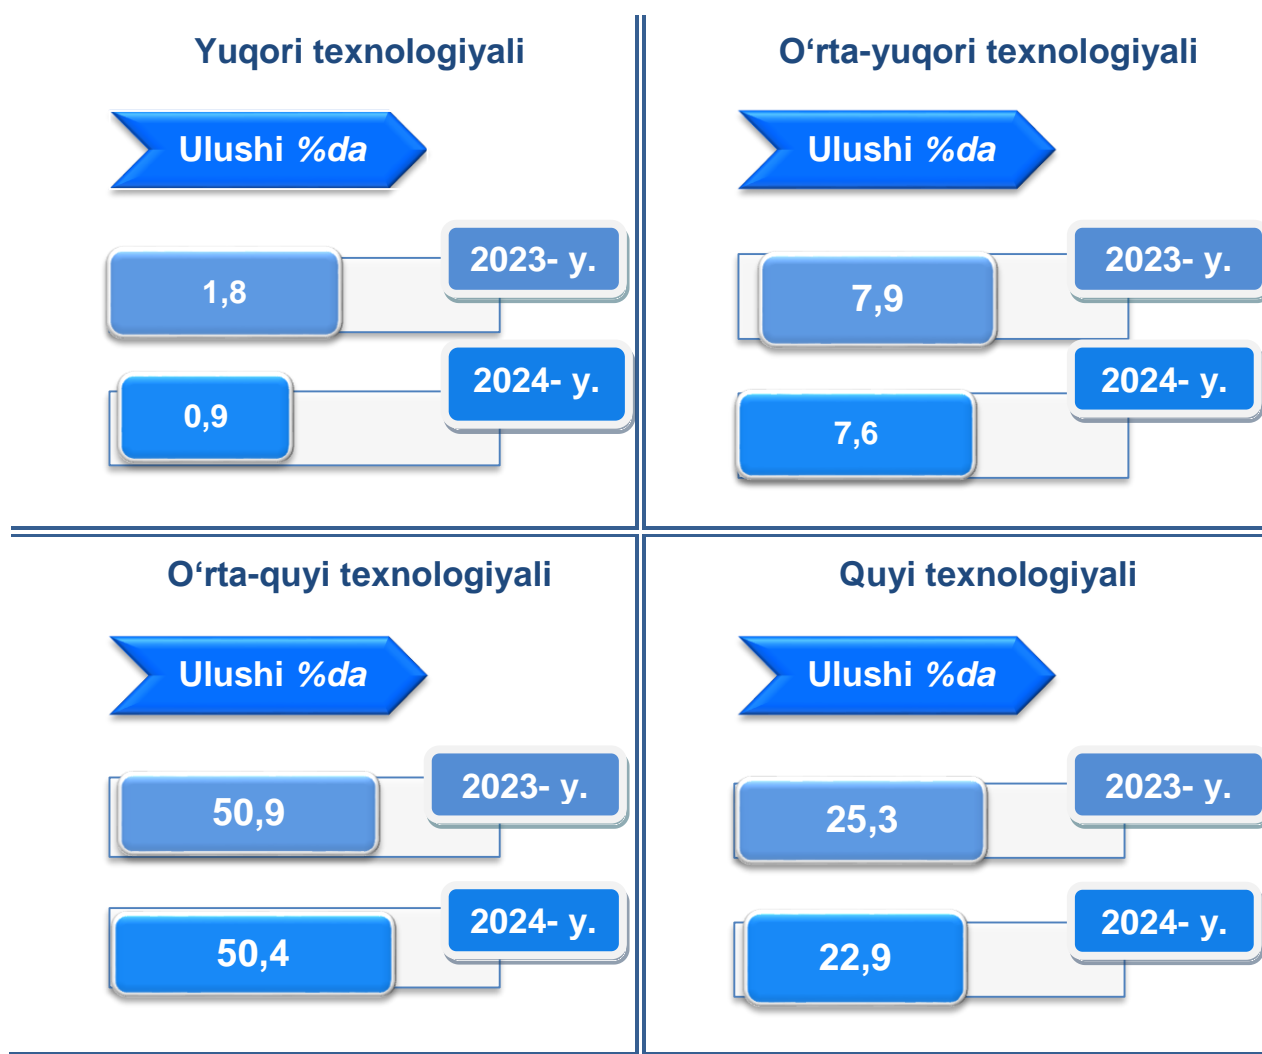 Yuqori texnologiyali
Ulushi %da
2023- y.
1,8
2024- y.
0,9
O‘rta-yuqori texnologiyali
Ulushi %da
2023- y.
7,9
2024- y.
7,6
O‘rta-quyi texnologiyali
Ulushi %da
2023- y.
50,9
2024- y.
50,4
Quyi texnologiyali
Ulushi %da
2023- y.
25,3
2024- y.
22,9